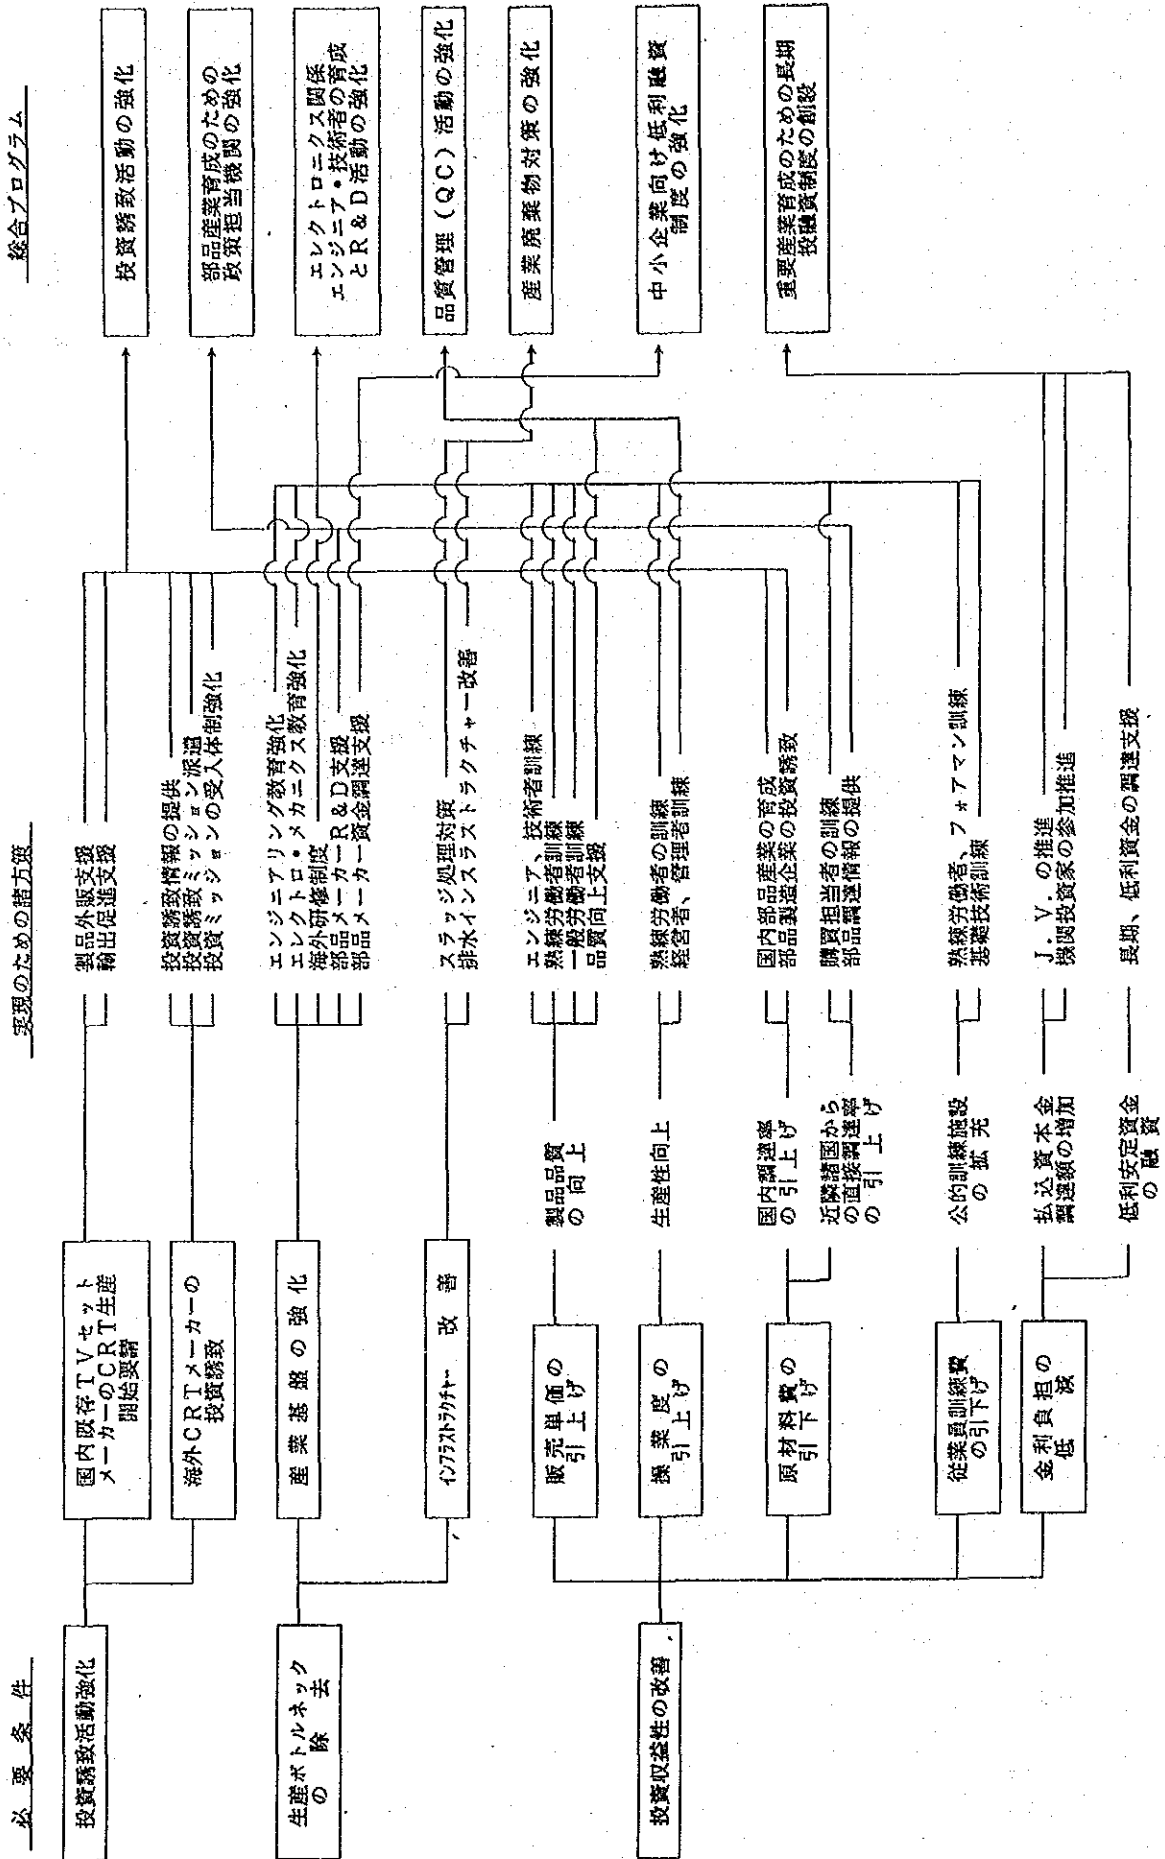 必要条件
実現のための諸方策
総合プログラム
投資誘致活動強化
生産ボトルネック
の除去
投資収益性の改善
国内既存TVセット
メーカーのCRT生産
開始要請
海外CRTメーカーの
投資誘致
産業基盤の強化
インフラストラクチャー 改善
販売単価の
引上げ
操業度の
引上げ
原材料費の
引下げ
従業員訓練費
の引下げ
金利負担の
低減
製品品質
の向上
生産性向上
国内調達率
の引上げ
近隣諸国から
の直接調達率
の引上げ
公的訓練施設
の拡充
払込資本金
調達額の増加
低利安定資金
の融資
製品外販支援
輸出促進支援
投資誘致情報の提供
投資誘致ミッション派遣
投資ミッションの受入体制強化
エンジニアリング教育強化
エレクトロ・メカニクス教育強化
海外研修制度
部品メーカーR&D支援
部品メーカー資金調達支援
スラッジ処理対策
排水インスラストラクチャー改善
エンジニア、技術者訓練
熟練労働者訓練
一般労働者訓練
品質向上支援
熟練労働者の訓練
経営者、管理者訓練
国内部品産業の育成
部品製造企業の投資誘致
購買担当者の訓練
部品調達情報の提供
熟練労働者、フォアマン訓練
基礎技術訓練
J.V.の推進
機関投資家の参加推進
長期、低利資金の調達支援
投資誘致活動の強化
部品産業育成のための
政策担当機関の強化
エレクトロニクス関係
エンジニア・技術者の育成
とR&D活動の強化
品質管理(QC)活動の強化
産業廃棄物対策の強化
中小企業向け低利融資
制度の強化
重要産業育成のための長期
投融資制度の創設